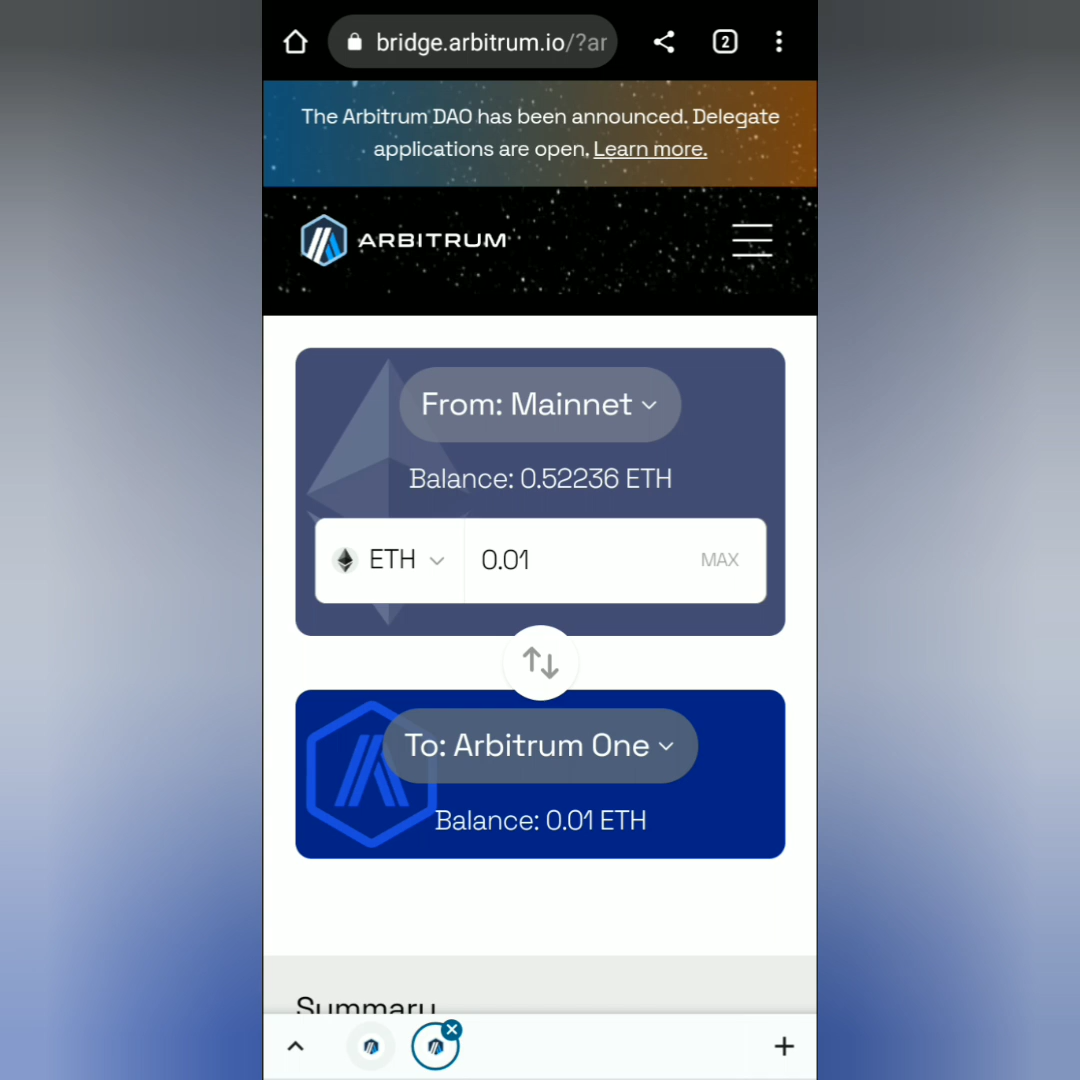 bridge.arbitrum.io/?ar
2
The Arbitrum DAO has been announced. Delegate
applications are open. Learn more.
ARBITRUM
From: Mainnet
Balance: 0.52236 ETH
ETH 0.01 MAX
To: Arbitrum One
Balance: 0.01 ETH
Summary